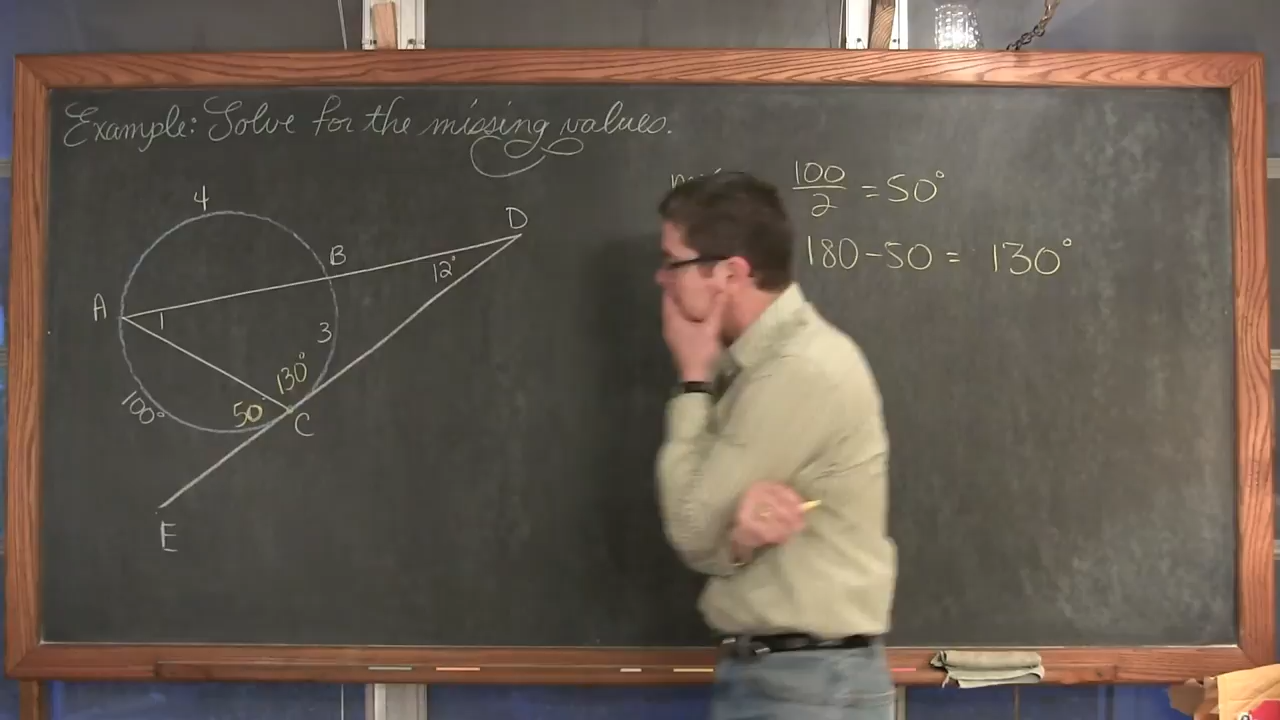 Example: Solve for the missing values.
100/2 = 50°
180-50 = 130°
4
D
B
12°
A
1
3
130°
100°
50
C
E